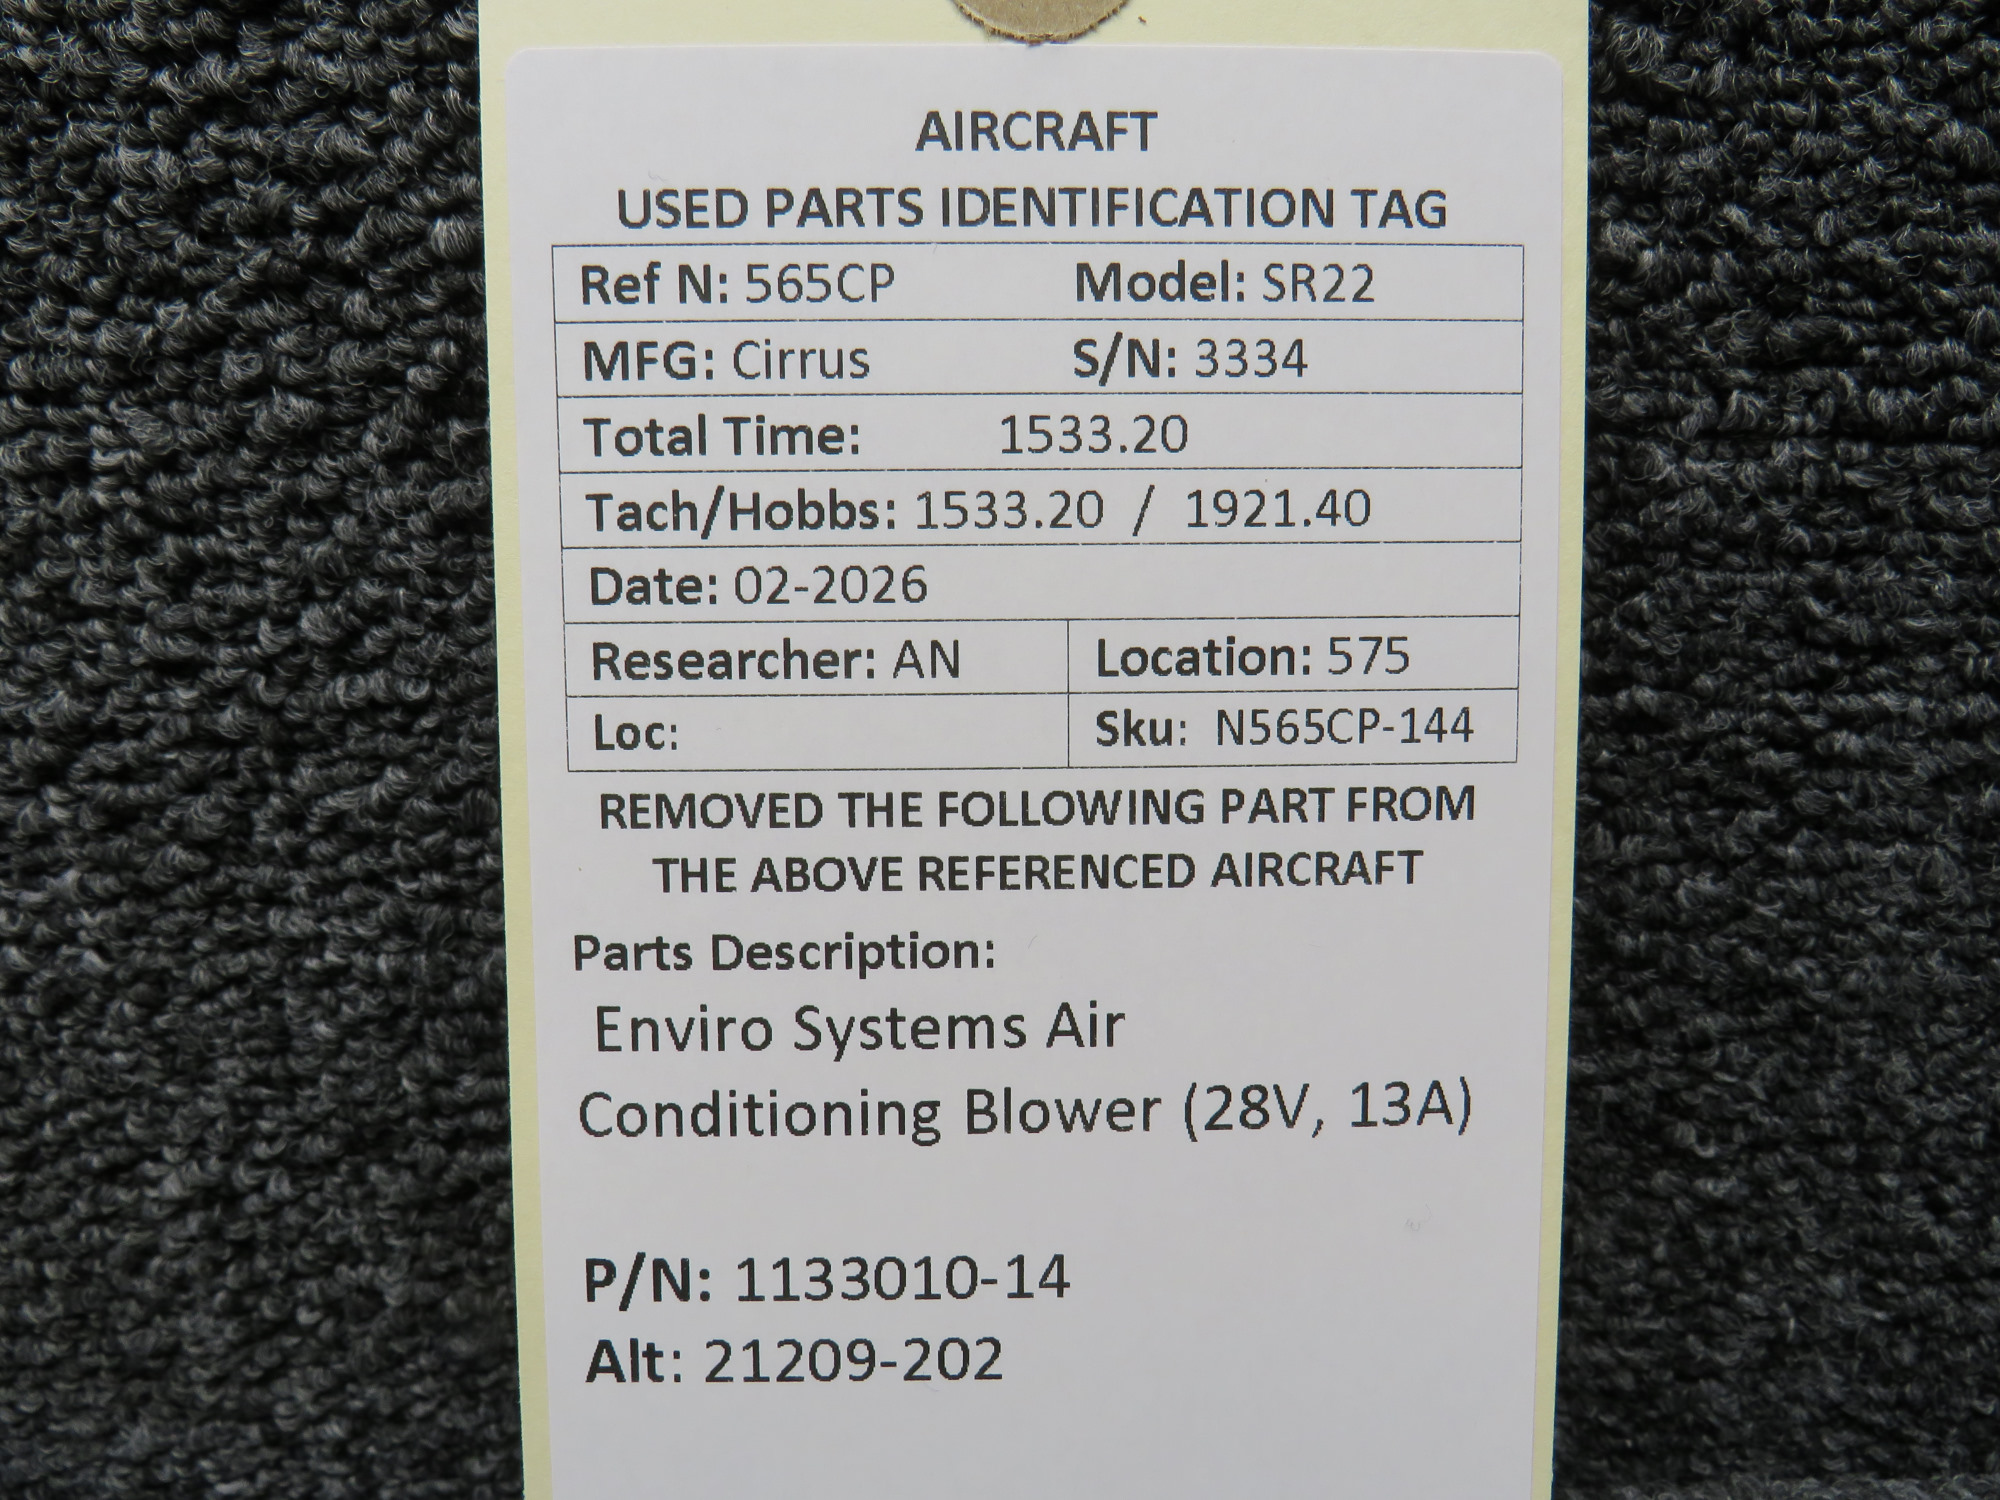 AIRCRAFT
USED PARTS IDENTIFICATION TAG
Ref N: 565CP Model: SR22
MFG: Cirrus S/N: 3334
Total Time: 1533.20
Tach/Hobbs: 1533.20 / 1921.40
Date: 02-2026
Researcher: AN Location: 575
Loc: Sku: N565CP-144
REMOVED THE FOLLOWING PART FROM
THE ABOVE REFERENCED AIRCRAFT
Parts Description:
Enviro Systems Air
Conditioning Blower (28V, 13A)
P/N: 1133010-14
Alt: 21209-202